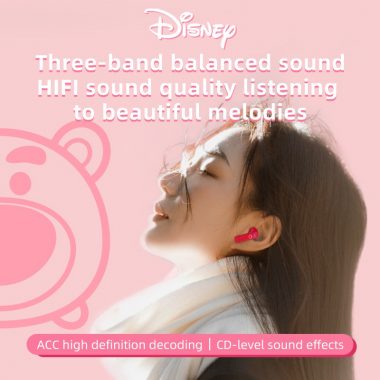 Disney
Three-band balanced sound
HIFI sound quality listening
to beautiful melodies
ACC high definition decoding | CD-level sound effects